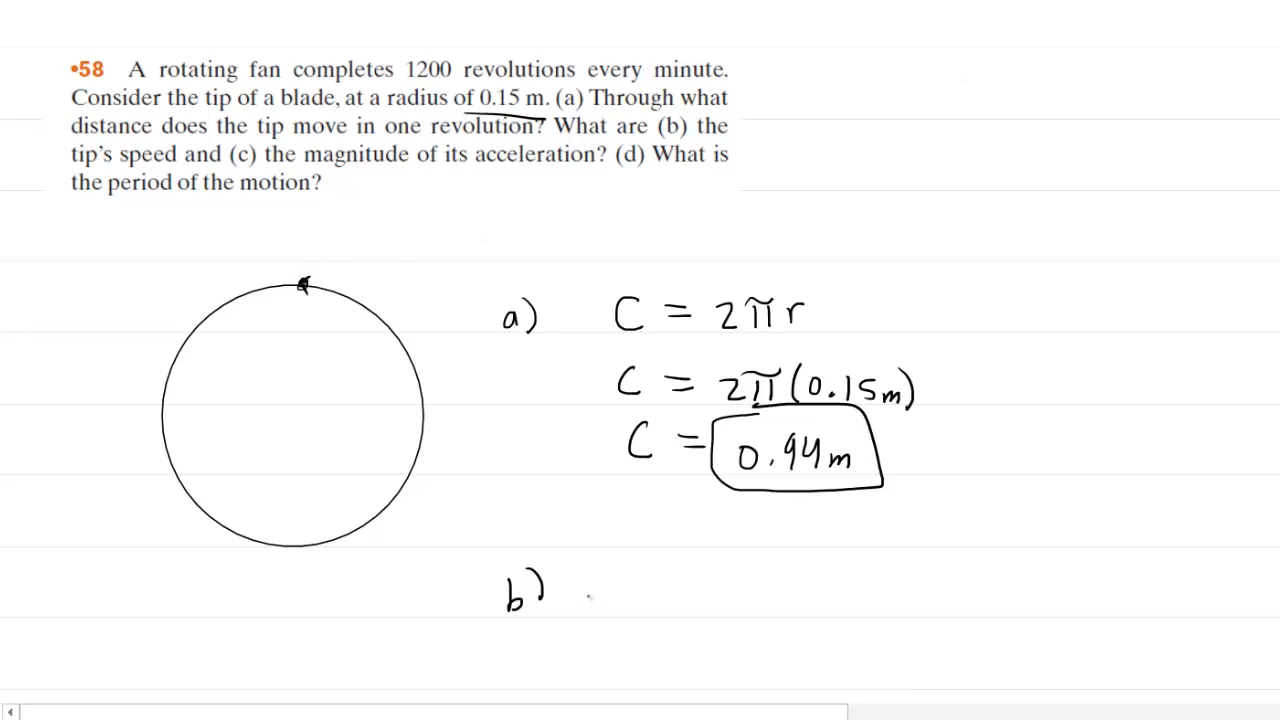 •58 A rotating fan completes 1200 revolutions every minute.
Consider the tip of a blade, at a radius of 0.15 m. (a) Through what
distance does the tip move in one revolution? What are (b) the
tip's speed and (c) the magnitude of its acceleration? (d) What is
the period of the motion?
a) C = 2πr
C = 2π(0.15m)
C = 0.94m
b)